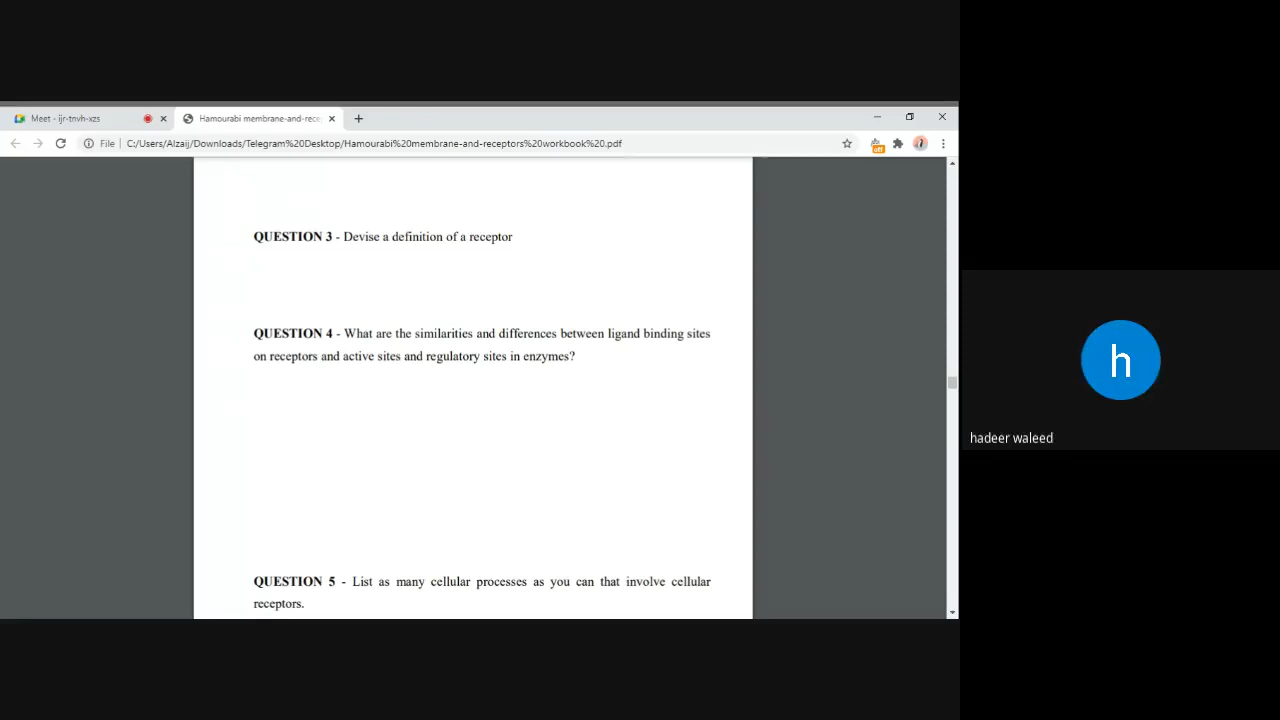 Meet - ijr-tnvh-xzs
Hamourabi membrane-and-rece
File
C:/Users/Alzaij/Downloads/Telegram%20Desktop/Hamourabi%20membrane-and-receptors%20workbook%20.pdf
off
QUESTION 3 - Devise a definition of a receptor
QUESTION 4 - What are the similarities and differences between ligand binding sites
on receptors and active sites and regulatory sites in enzymes?
QUESTION 5 - List as many cellular processes as you can that involve cellular
receptors.
h
hadeer waleed